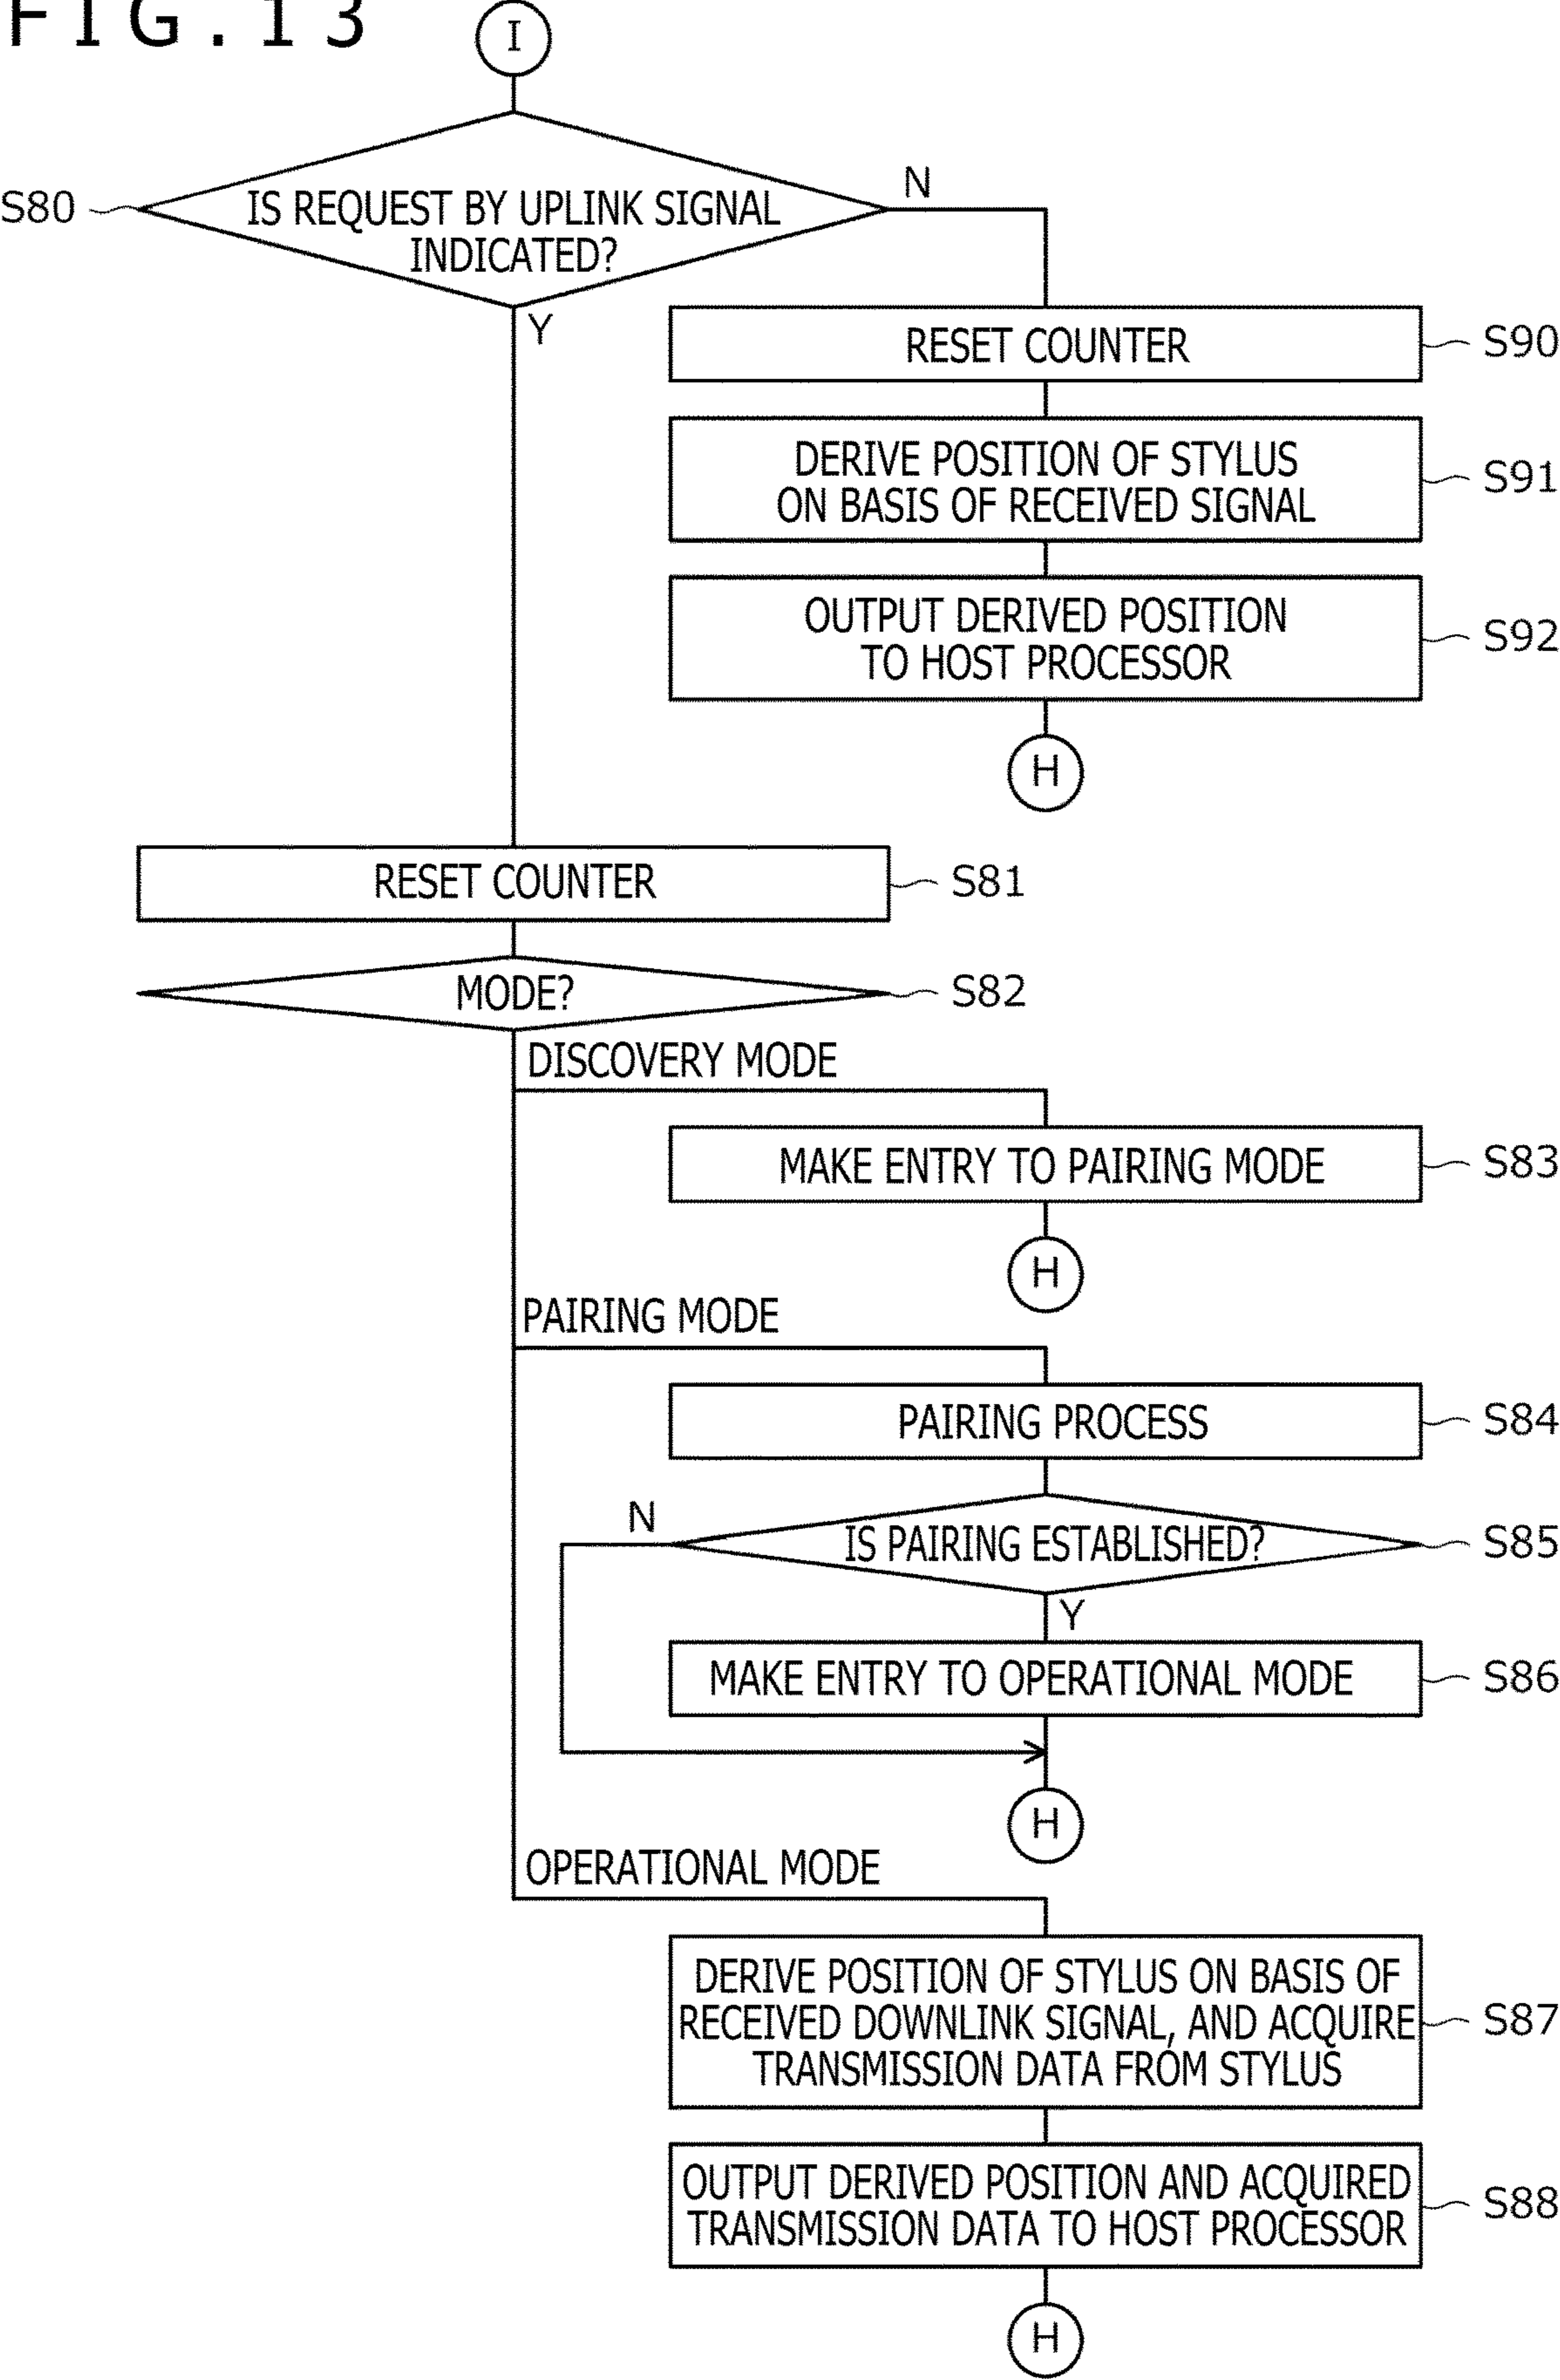 FIG.13
I
S80
IS REQUEST BY UPLINK SIGNAL
INDICATED?
N
Y
RESET COUNTER
S90
DERIVE POSITION OF STYLUS
ON BASIS OF RECEIVED SIGNAL
S91
OUTPUT DERIVED POSITION
TO HOST PROCESSOR
S92
H
RESET COUNTER
S81
MODE?
S82
DISCOVERY MODE
MAKE ENTRY TO PAIRING MODE
S83
H
PAIRING MODE
PAIRING PROCESS
S84
N
IS PAIRING ESTABLISHED?
S85
Y
MAKE ENTRY TO OPERATIONAL MODE
S86
H
OPERATIONAL MODE
DERIVE POSITION OF STYLUS ON BASIS OF
RECEIVED DOWNLINK SIGNAL, AND ACQUIRE
TRANSMISSION DATA FROM STYLUS
S87
OUTPUT DERIVED POSITION AND ACQUIRED
TRANSMISSION DATA TO HOST PROCESSOR
S88
H